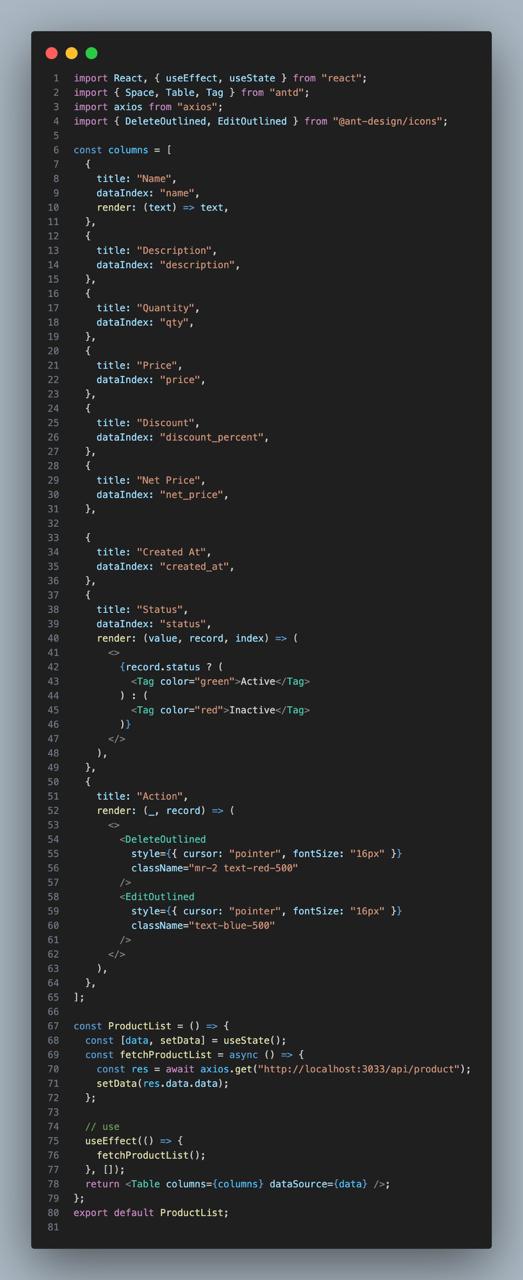 1 import React, { useEffect, useState } from "react";
2 import { Space, Table, Tag } from "antd";
3 import axios from "axios";
4 import { DeleteOutlined, EditOutlined } from "@ant-design/icons";
5
6 const columns = [
7   {
8     title: "Name",
9     dataIndex: "name",
10     render: (text) => text,
11   },
12   {
13     title: "Description",
14     dataIndex: "description",
15   },
16   {
17     title: "Quantity",
18     dataIndex: "qty",
19   },
20   {
21     title: "Price",
22     dataIndex: "price",
23   },
24   {
25     title: "Discount",
26     dataIndex: "discount_percent",
27   },
28   {
29     title: "Net Price",
30     dataIndex: "net_price",
31   },
32
33   {
34     title: "Created At",
35     dataIndex: "created_at",
36   },
37   {
38     title: "Status",
39     dataIndex: "status",
40     render: (value, record, index) => (
41       <>
42         {record.status ? (
43           <Tag color="green">Active</Tag>
44         ) : (
45           <Tag color="red">Inactive</Tag>
46         )}
47       </>
48     ),
49   },
50   {
51     title: "Action",
52     render: (_, record) => (
53       <>
54         <DeleteOutlined
55           style={{ cursor: "pointer", fontSize: "16px" }}
56           className="mr-2 text-red-500"
57         />
58         <EditOutlined
59           style={{ cursor: "pointer", fontSize: "16px" }}
60           className="text-blue-500"
61         />
62       </>
63     ),
64   },
65 ];
66
67 const ProductList = () => {
68   const [data, setData] = useState();
69   const fetchProductList = async () => {
70     const res = await axios.get("http://localhost:3033/api/product");
71     setData(res.data.data);
72   };
73
74   // use
75   useEffect(() => {
76     fetchProductList();
77   }, []);
78   return <Table columns={columns} dataSource={data} />;
79 };
80 export default ProductList;
81